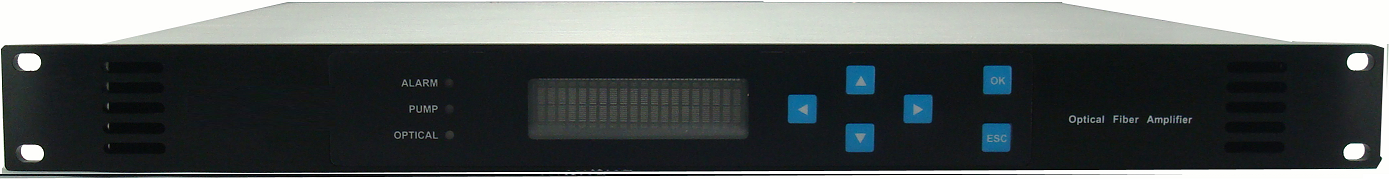 ALARM
PUMP
OPTICAL
OK
ESC
Optical Fiber Amplifier